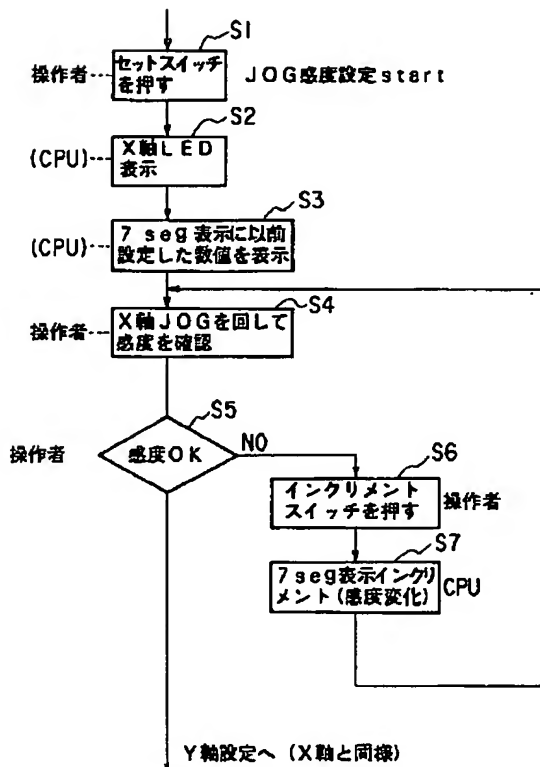 S1
操作者
セットスイッチ
を押す
JOG感度設定start
S2
(CPU)
X軸LED
表示
S3
(CPU)
7 seg 表示に以前
設定した数値を表示
S4
操作者
X軸JOGを回して
感度を確認
S5
操作者
感度OK
NO
S6
インクリメント
スイッチを押す
操作者
S7
7seg表示インクリ
メント(感度変化)
CPU
Y軸設定へ (X軸と同様)